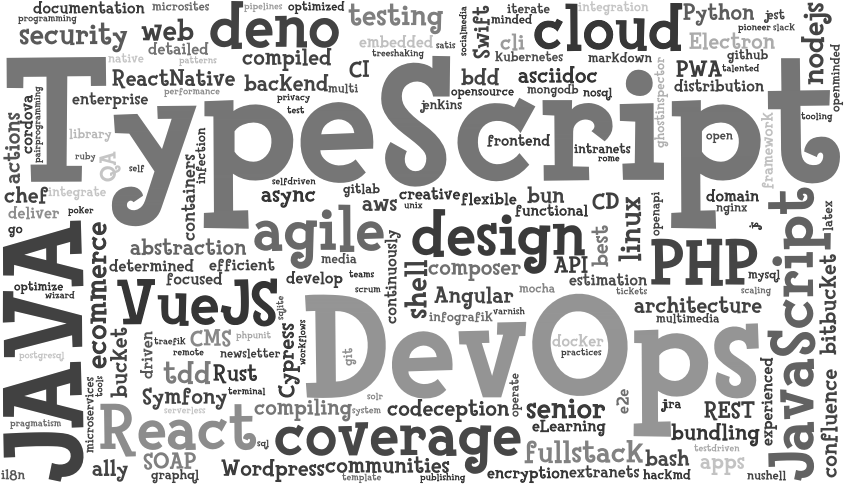 documentation
microsites
pipelines
optimized
programming
security
web
deno
testing
detailed
compiled
embedded
satis
treeshaking
socialmedia
Swift
iterate
minded
cli
kubernetes
cloud
integration
markdown
Python
jest
pioneer
slack
Electron
github
talented
nodejs
openminded
tooling
native
patterns
ReactNative
performance
backend
CI
multi
privacy
test
bdd
asciidoc
opensource
mongodb
nosql
jenkins
ghostinspector
PWA
distribution
enterprise
cordova
pairprogramming
actions
library
ruby
QA
self
TypeScript
frontend
intranets
rome
open
framework
containers
infection
selfdriven
async
gitlab
aws
unix
creative
flexible
bun
functional
CD
linux
openapi
domain
nginx
chef
integrate
deliver
poker
go
abstraction
agile
media
determined
efficient
focused
develop
teams
scrum
continuously
shell
design
composer
API
best
estimation
tickets
PHP
mysql
scaling
JavaScript
latex
bitbucket
JAVA
optimize
wizard
ecommerce
VueJS
sqlite
Angular
mocha
infografik
varnish
architecture
multimedia
postgresql
bucket
driven
traefik
CMS
phpunit
remote
newsletter
Cypress
workflows
DevOps
git
docker
practices
tdd
Rust
terminal
tools
microservices
Symfony
serverless
compiling
system
solr
codeception
operate
senior
e2e
jira
REST
experienced
confluence
pragmatism
React
sql
coverage
eLearning
bundling
i18n
ally
SOAP
graphql
Wordpress
communities
template
publishing
fullstack
encryption
extranets
bash
hackmd
testdriven
apps
nushell